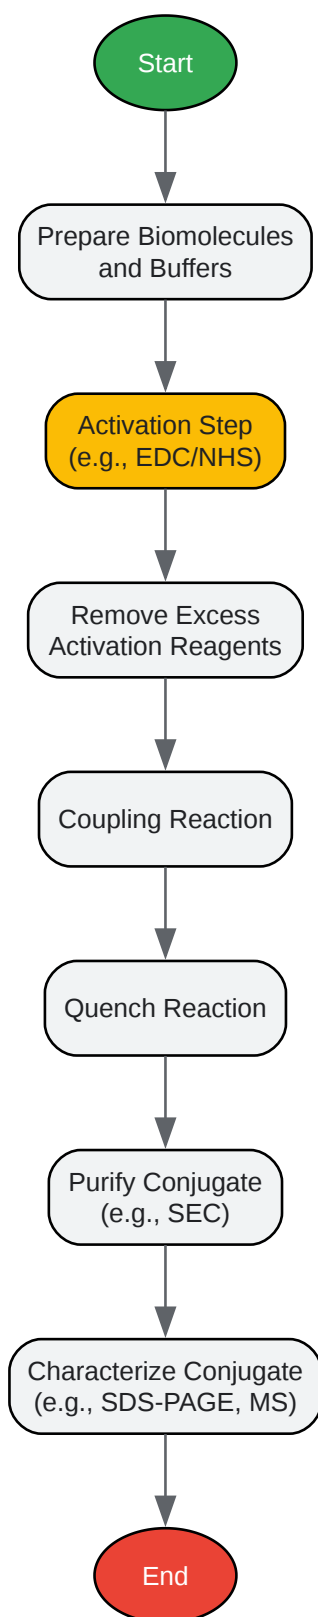 Start
Prepare Biomolecules
and Buffers
Activation Step
(e.g., EDC/NHS)
Remove Excess
Activation Reagents
Coupling Reaction
Quench Reaction
Purify Conjugate
(e.g., SEC)
Characterize Conjugate
(e.g., SDS-PAGE, MS)
End